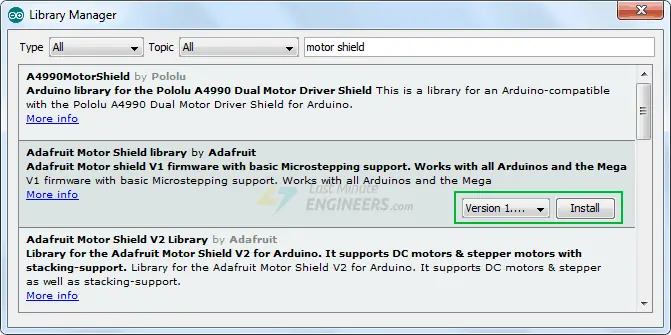 Library Manager
Type All Topic All motor shield
A4990MotorShield by Pololu
Arduino library for the Pololu A4990 Dual Motor Driver Shield This is a library for an Arduino-compatible
with the Pololu A4990 Dual Motor Driver Shield for Arduino.
More info
Adafruit Motor Shield library by Adafruit
Adafruit Motor shield V1 firmware with basic Microstepping support. Works with all Arduinos and the Mega
V1 firmware with basic Microstepping support. Works with all Arduinos and the Mega
More info
Last Minute
ENGINEERS.com
Version 1.... Install
Adafruit Motor Shield V2 Library by Adafruit
Library for the Adafruit Motor Shield V2 for Arduino. It supports DC motors & stepper motors with
stacking-support. Library for the Adafruit Motor Shield V2 for Arduino. It supports DC motors & stepper
as well as stacking-support.
More info